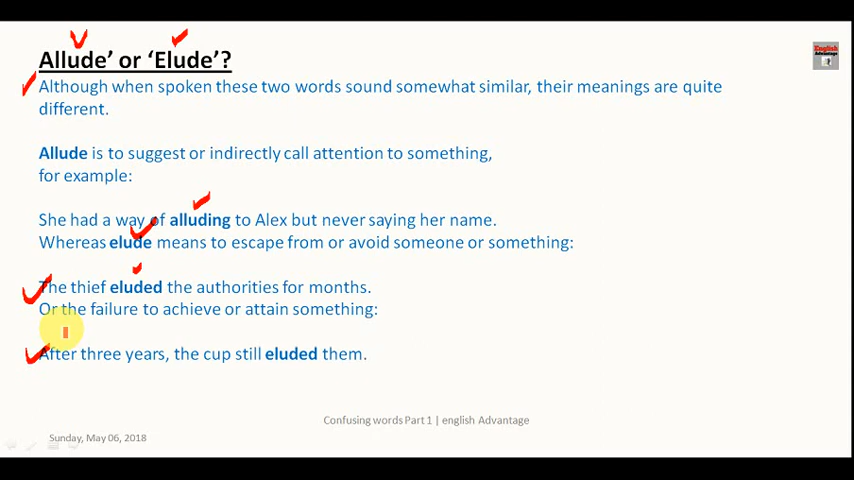 Allude’ or ‘Elude’?
English
Advantage
Although when spoken these two words sound somewhat similar, their meanings are quite
different.
Allude is to suggest or indirectly call attention to something,
for example:
She had a way of alluding to Alex but never saying her name.
Whereas elude means to escape from or avoid someone or something:
The thief eluded the authorities for months.
Or the failure to achieve or attain something:
After three years, the cup still eluded them.
Confusing words Part 1 | english Advantage
Sunday, May 06, 2018